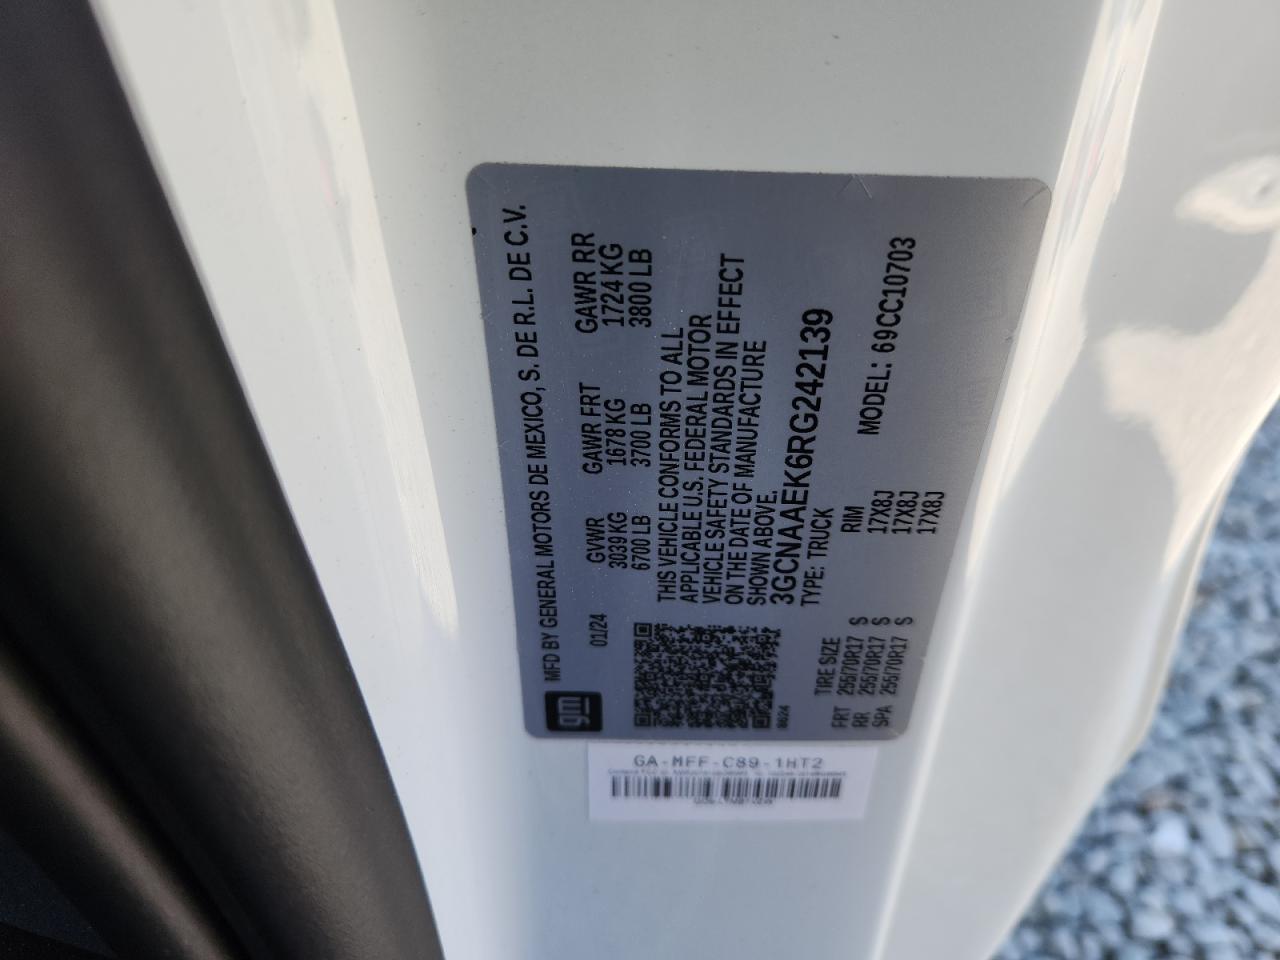 gm
MFD BY GENERAL MOTORS DE MEXICO, S. DE R.L. DE C.V.
01/24
GVWR GAWR FRT GAWR RR
3039 KG 1678 KG 1724 KG
6700 LB 3700 LB 3800 LB
THIS VEHICLE CONFORMS TO ALL
APPLICABLE U.S. FEDERAL MOTOR
VEHICLE SAFETY STANDARDS IN EFFECT
ON THE DATE OF MANUFACTURE
SHOWN ABOVE.
3GCNAAEK6RG242139
TYPE: TRUCK
MODEL: 69CC10703
TIRE SIZE RIM
FRT 255/70R17 S 17X8J
RR 255/70R17 S 17X8J
SPA 255/70R17 S 17X8J
GA-MFF-C89-1HT2